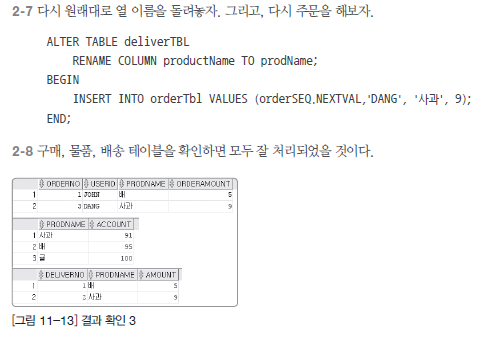 2-7 다시 원래대로 열 이름을 돌려놓자. 그리고, 다시 주문을 해보자.
ALTER TABLE deliverTBL
RENAME COLUMN productName TO prodName;
BEGIN
INSERT INTO orderTbl VALUES (orderSEQ.NEXTVAL,'DANG', '사과', 9);
END;
2-8 구매, 물품, 배송 테이블을 확인하면 모두 잘 처리되었을 것이다.
ORDERNO USERID PRODNAME ORDERAMOUNT
1 1 JOHN 배 5
2 3 DANG 사과 9
PRODNAME ACCOUNT
1 사과 91
2 배 95
3 귤 100
DELIVERNO PRODNAME AMOUNT
1 1 배 5
2 사과 9
[그림 11-13] 결과 확인 3